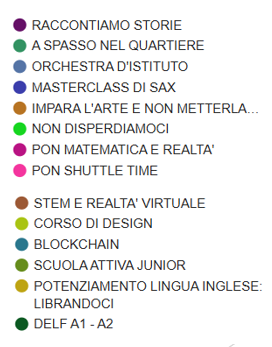 RACCONTIAMO STORIE
A SPASSO NEL QUARTIERE
ORCHESTRA D'ISTITUTO
MASTERCLASS DI SAX
IMPARA L'ARTE E NON METTERLA...
NON DISPERDIAMOCI
PON MATEMATICA E REALTA'
PON SHUTTLE TIME
STEM E REALTA' VIRTUALE
CORSO DI DESIGN
BLOCKCHAIN
SCUOLA ATTIVA JUNIOR
POTENZIAMENTO LINGUA INGLESE:
LIBRANDOCI
DELF A1 - A2